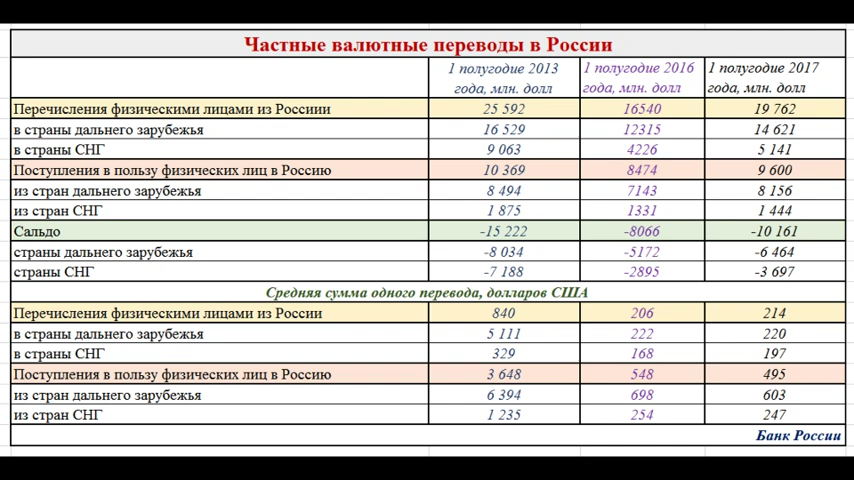 Частные валютные переводы в России
1 полугодие 2013 года, млн. долл 1 полугодие 2016 года, млн. долл 1 полугодие 2017 года, млн. долл
Перечисления физическими лицами из Россиии 25 592 16540 19 762
в страны дальнего зарубежья 16 529 12315 14 621
в страны СНГ 9 063 4226 5 141
Поступления в пользу физических лиц в Россию 10 369 8474 9 600
из стран дальнего зарубежья 8 494 7143 8 156
из стран СНГ 1 875 1331 1 444
Сальдо -15 222 -8066 -10 161
страны дальнего зарубежья -8 034 -5172 -6 464
страны СНГ -7 188 -2895 -3 697
Средняя сумма одного перевода, долларов США
Перечисления физическими лицами из России 840 206 214
в страны дальнего зарубежья 5 111 222 220
в страны СНГ 329 168 197
Поступления в пользу физических лиц в Россию 3 648 548 495
из стран дальнего зарубежья 6 394 698 603
из стран СНГ 1 235 254 247
Банк России